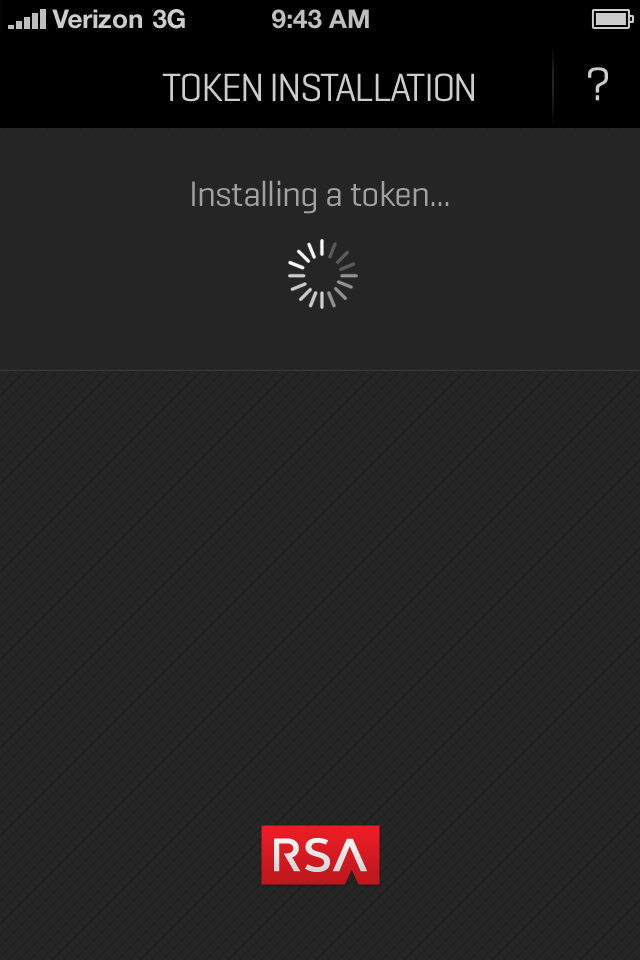 Verizon 3G 9:43 AM
TOKEN INSTALLATION ?
Installing a token...
RSA